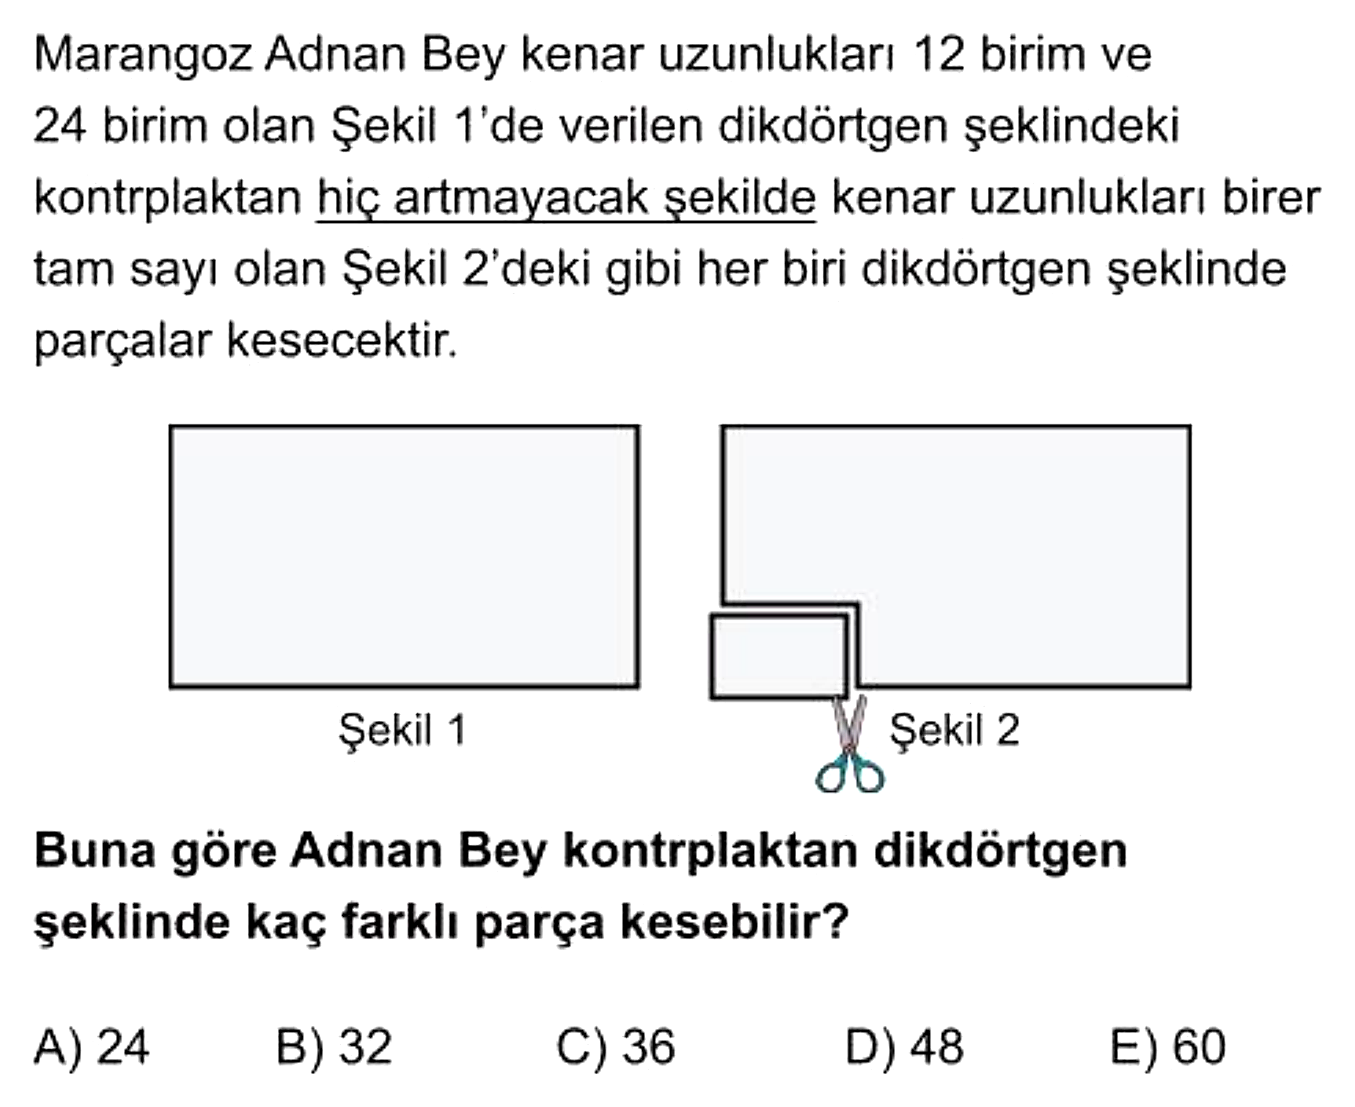 Marangoz Adnan Bey kenar uzunlukları 12 birim ve
24 birim olan Şekil 1’de verilen dikdörtgen şeklindeki
kontrplaktan hiç artmayacak şekilde kenar uzunlukları birer
tam sayı olan Şekil 2’deki gibi her biri dikdörtgen şeklinde
parçalar kesecektir.
Şekil 1
Şekil 2
Buna göre Adnan Bey kontrplaktan dikdörtgen
şeklinde kaç farklı parça kesebilir?
A) 24 B) 32 C) 36 D) 48 E) 60